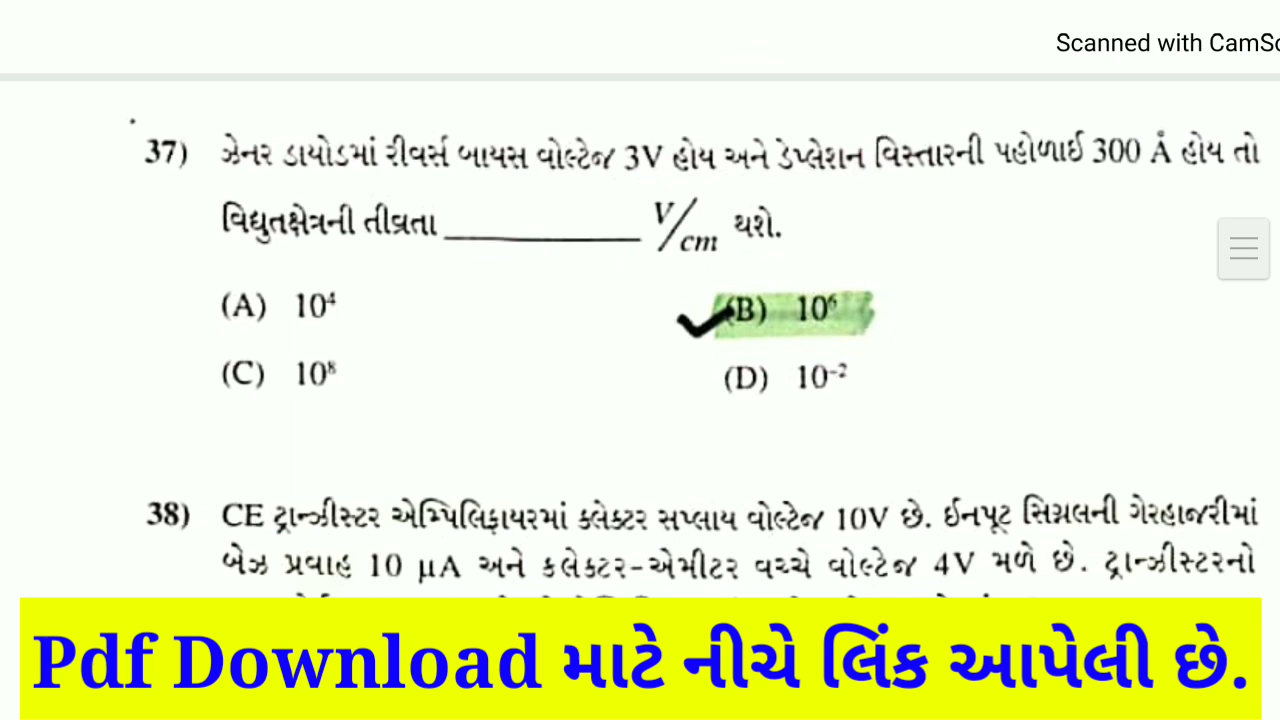 Scanned with CamSc
37) ઝેનર ડાયોડમાં રીવર્સ બાયસ વોલ્ટેજ 3V હોય અને ડેપ્લેશન વિસ્તારની પહોળાઈ 300 Å હોય તો
વિદ્યુતક્ષેત્રની તીવ્રતા ____________ V/cm થશે.
(A) 10⁴ (B) 10⁶
(C) 10⁸ (D) 10⁻²
38) CE ટ્રાન્ઝીસ્ટર એમ્પિલિફાયરમાં ક્લેક્ટર સપ્લાય વોલ્ટેજ 10V છે. ઈનપૂટ સિગ્નલની ગેરહાજરીમાં
બેઝ પ્રવાહ 10 μA અને કલેક્ટર-એમીટર વચ્ચે વોલ્ટેજ 4V મળે છે. ટ્રાન્ઝીસ્ટરનો
Pdf Download માટે નીચે લિંક આપેલી છે.